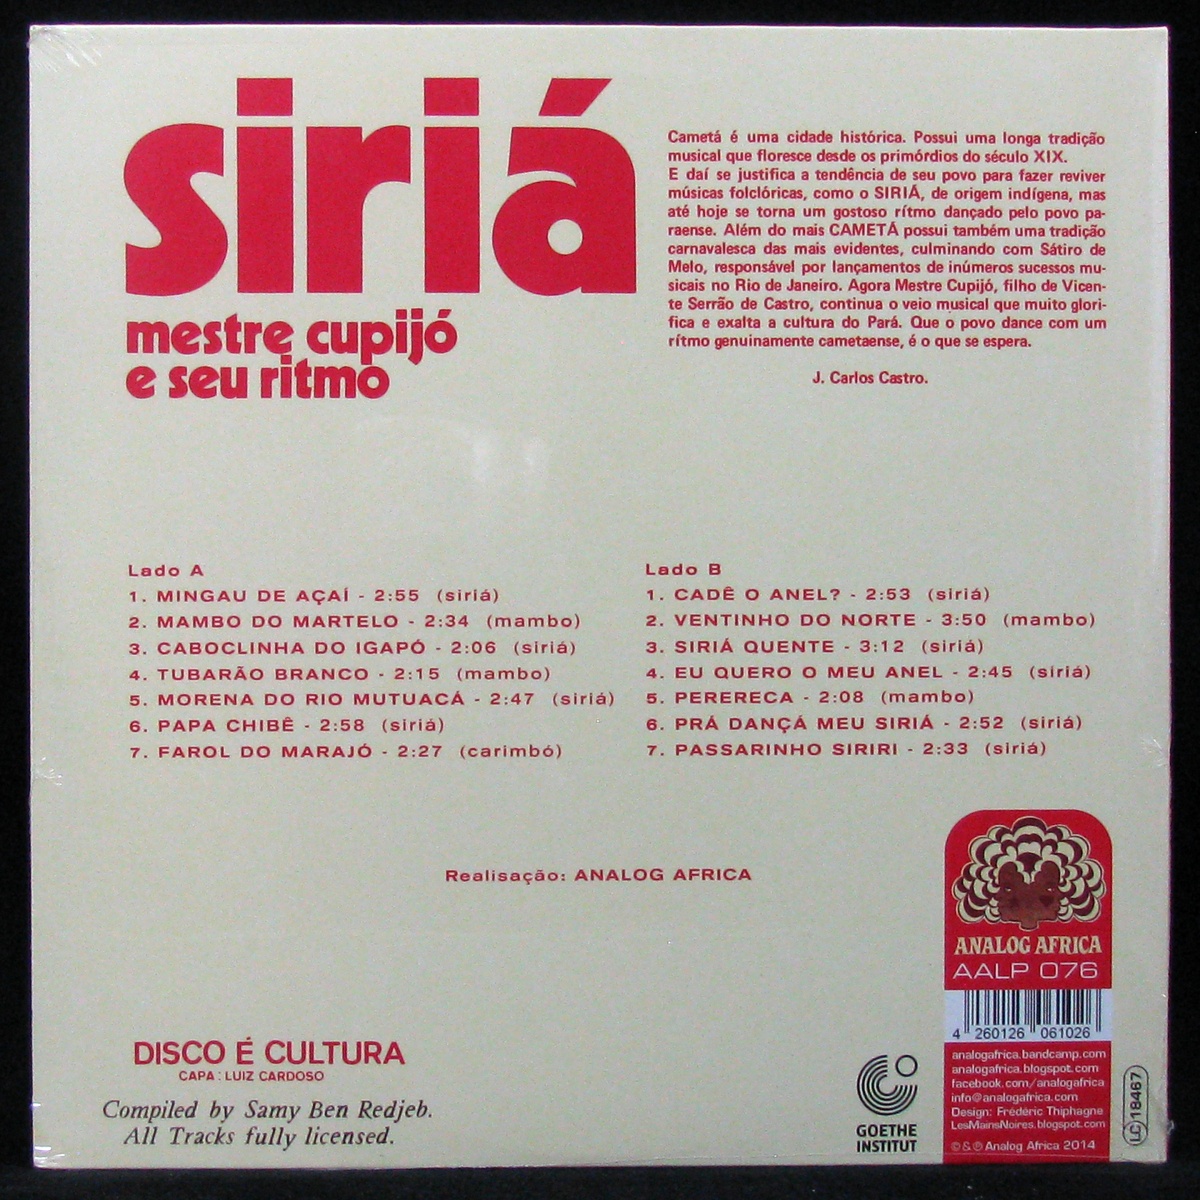 siriá
mestre cupijó
e seu ritmo
Cametá é uma cidade histórica. Possui uma longa tradição
musical que floresce desde os primórdios do século XIX.
E daí se justifica a tendência de seu povo para fazer reviver
músicas folclóricas, como o SIRIÁ, de origem indígena, mas
até hoje se torna um gostoso rítmo dançado pelo povo pa-
raense. Além do mais CAMETÁ possui também uma tradição
carnavalesca das mais evidentes, culminando com Sátiro de
Melo, responsável por lançamentos de inúmeros sucessos mu-
sicais no Rio de Janeiro. Agora Mestre Cupijó, filho de Vicen-
te Serrão de Castro, continua o veio musical que muito glori-
fica e exalta a cultura do Pará. Que o povo dance com um
rítmo genuinamente cametaense, é o que se espera.
J. Carlos Castro.
Lado A
1. MINGAU DE AÇAÍ - 2:55 (siriá)
2. MAMBO DO MARTELO - 2:34 (mambo)
3. CABOCLINHA DO IGAPÓ - 2:06 (siriá)
4. TUBARÃO BRANCO - 2:15 (mambo)
5. MORENA DO RIO MUTUACÁ - 2:47 (siriá)
6. PAPA CHIBÊ - 2:58 (siriá)
7. FAROL DO MARAJÓ - 2:27 (carimbó)
Lado B
1. CADÊ O ANEL? - 2:53 (siriá)
2. VENTINHO DO NORTE - 3:50 (mambo)
3. SIRIÁ QUENTE - 3:12 (siriá)
4. EU QUERO O MEU ANEL - 2:45 (siriá)
5. PERERECA - 2:08 (mambo)
6. PRÁ DANÇÁ MEU SIRIÁ - 2:52 (siriá)
7. PASSARINHO SIRIRI - 2:33 (siriá)
Realisação: ANALOG AFRICA
DISCO É CULTURA
CAPA : LUIZ CARDOSO
Compiled by Samy Ben Redjeb.
All Tracks fully licensed.
GOETHE
INSTITUT
ANALOG AFRICA
AALP 076
4 260126 061026
analogafrica.bandcamp.com
analogafrica.blogspot.com
facebook.com/analogafrica
info@analogafrica.com
Design: Fréderic Thiphagne
LesMainsNoires.blogspot.com
©&℗ Analog Africa 2014
LC 18467